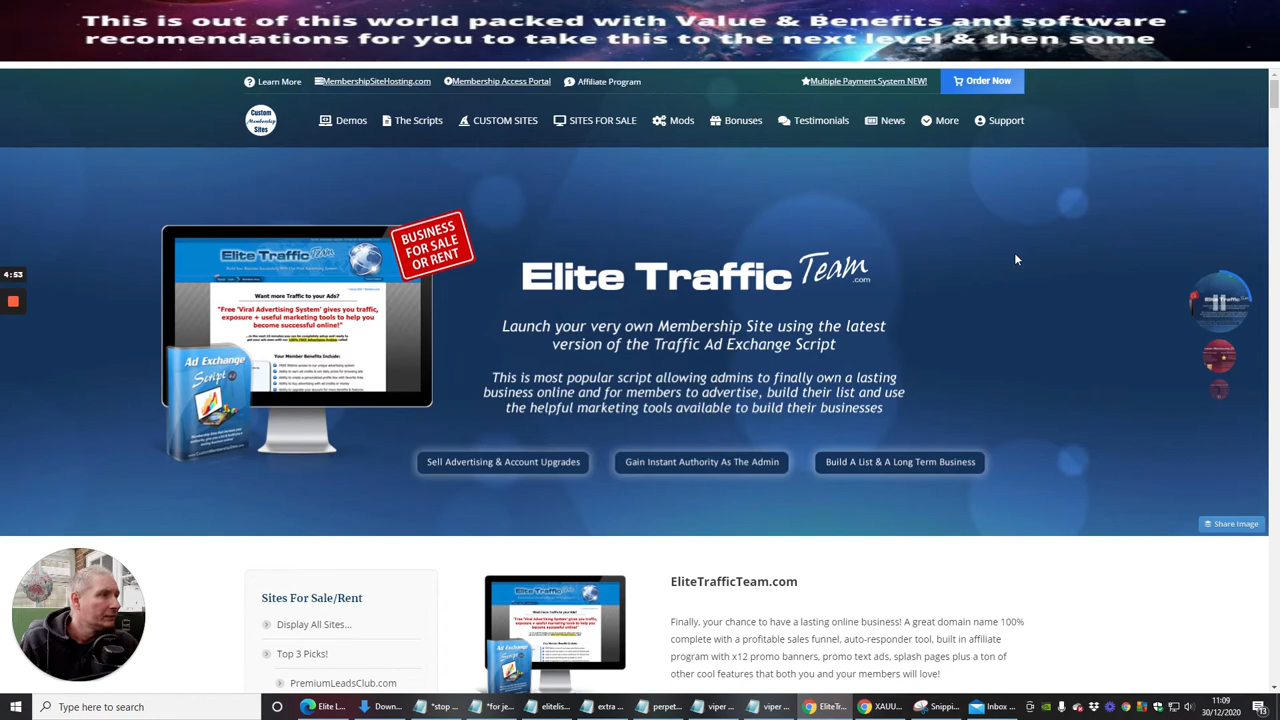 This is out of this world packed with Value & Benefits and software
recomendations for you to take this to the next level & then some
Learn More
MembershipSiteHosting.com
Membership Access Portal
Affiliate Program
Multiple Payment System NEW!
Order Now
Custom
Membership
Sites
Demos
The Scripts
CUSTOM SITES
SITES FOR SALE
Mods
Bonuses
Testimonials
News
More
Support
BUSINESS
FOR SALE
OR RENT
Elite Traffic Team
Want more Traffic to your Ads?
"Free 'Viral Advertising System' gives you traffic,
exposure + useful marketing tools to help you
become successful online!"
Your Member Benefits Include:
Ad Exchange
Script
Elite Traffic Team
.com
Launch your very own Membership Site using the latest
version of the Traffic Ad Exchange Script
This is most popular script allowing admin to finally own a lasting
business online and for members to advertise, build their list and use
the helpful marketing tools available to build their businesses
Sell Advertising & Account Upgrades
Gain Instant Authority As The Admin
Build A List & A Long Term Business
Share Image
Sites For Sale/Rent
Display All Sites...
Top 3 Picks!
PremiumLeadsClub.com
Want more Traffic to your Ads?
Ad Exchange
Script
EliteTrafficTeam.com
Finally, your chance to have a lasting online business! A great domain name 100%
complete with a profitable sales funnel, auto-responder tool, built in affiliate
program with x12 promo banners, solo/text ads, splash pages plus a ton of
other cool features that both you and your members will love!
Type here to search
Elite L...
Down...
"stop ...
"for je...
elitelis...
extra ...
perpet...
viper ...
viper ...
EliteTr...
XAUU...
Snippi...
Inbox ...
11:09
30/12/2020